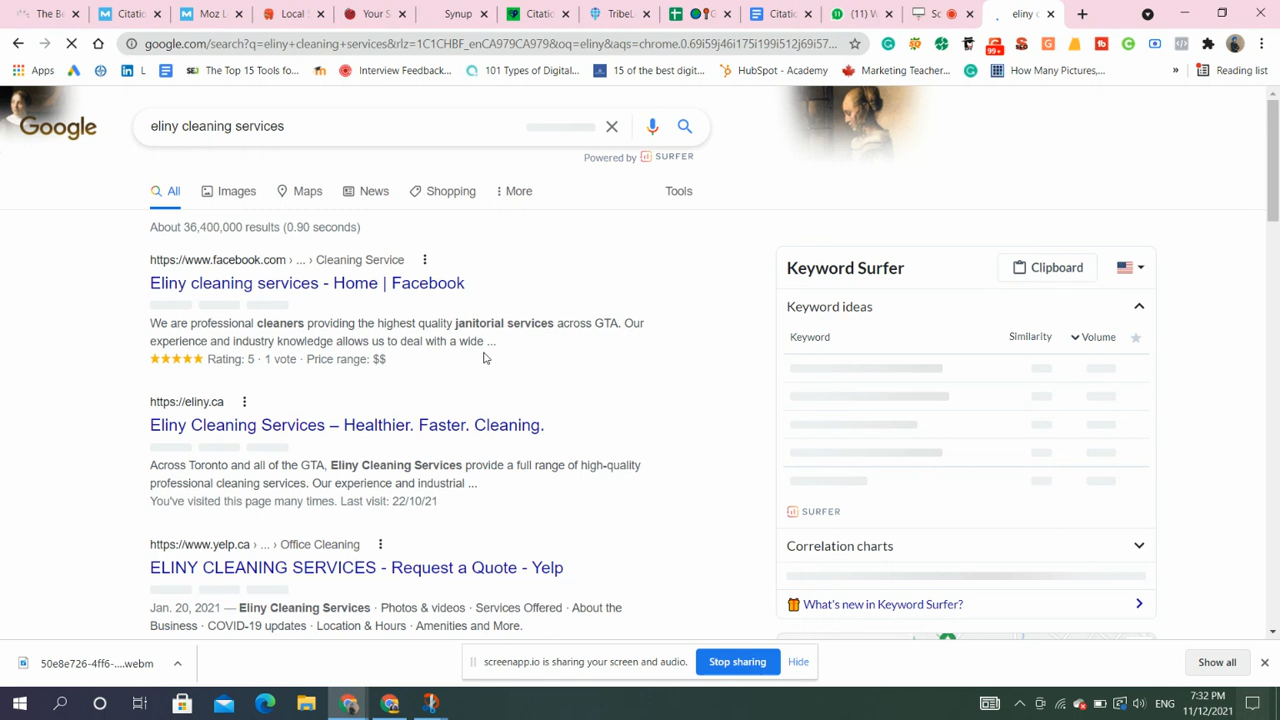 The Be
Citatio
Moz L
Local S
Your S
Synup
Citatio
TribeL
Citatio
(11) W
Sc
eliny c
google.com/search?q=eliny+cleaning+services&rlz=1C1CHBF_enCA979CA979&oq=eliny&aqs=chrome.0.69i59j46i175i199i512j69i57...
99+
Apps
L
The Top 15 Tools fo...
Interview Feedback...
101 Types of Digital...
15 of the best digit...
HubSpot - Academy
Marketing Teacher...
How Many Pictures,...
»
Reading list
Google
eliny cleaning services
Powered by SURFER
All
Images
Maps
News
Shopping
More
Tools
About 36,400,000 results (0.90 seconds)
https://www.facebook.com › ... › Cleaning Service
Eliny cleaning services - Home | Facebook
We are professional cleaners providing the highest quality janitorial services across GTA. Our
experience and industry knowledge allows us to deal with a wide ...
Rating: 5 · 1 vote · Price range: $$
https://eliny.ca
Eliny Cleaning Services – Healthier. Faster. Cleaning.
Across Toronto and all of the GTA, Eliny Cleaning Services provide a full range of high-quality
professional cleaning services. Our experience and industrial ...
You've visited this page many times. Last visit: 22/10/21
https://www.yelp.ca › ... › Office Cleaning
ELINY CLEANING SERVICES - Request a Quote - Yelp
Jan. 20, 2021 — Eliny Cleaning Services · Photos & videos · Services Offered · About the
Business · COVID-19 updates · Location & Hours · Amenities and More.
Keyword Surfer
Clipboard
Keyword ideas
Keyword
Similarity
Volume
SURFER
Correlation charts
What's new in Keyword Surfer?
50e8e726-4ff6-....webm
screenapp.io is sharing your screen and audio.
Stop sharing
Hide
Show all
ENG
7:32 PM
11/12/2021